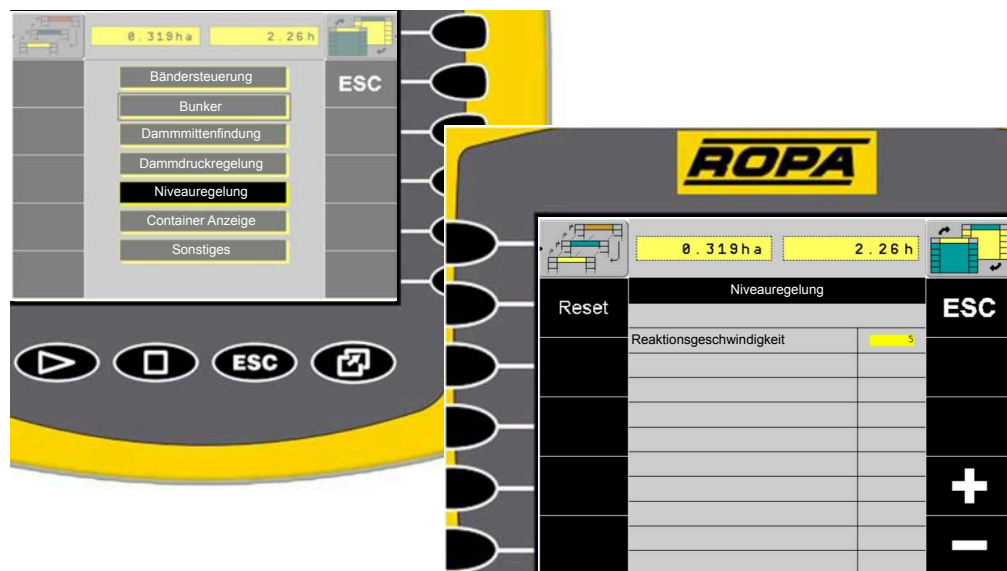 0.319ha 2.26h
ESC
Bändersteuerung
Bunker
Dammmittenfindung
Dammdruckregelung
Niveauregelung
Container Anzeige
Sonstiges
ESC
ROPA
0.319ha 2.26h
Niveauregelung
Reset
ESC
Reaktionsgeschwindigkeit 5
+
-